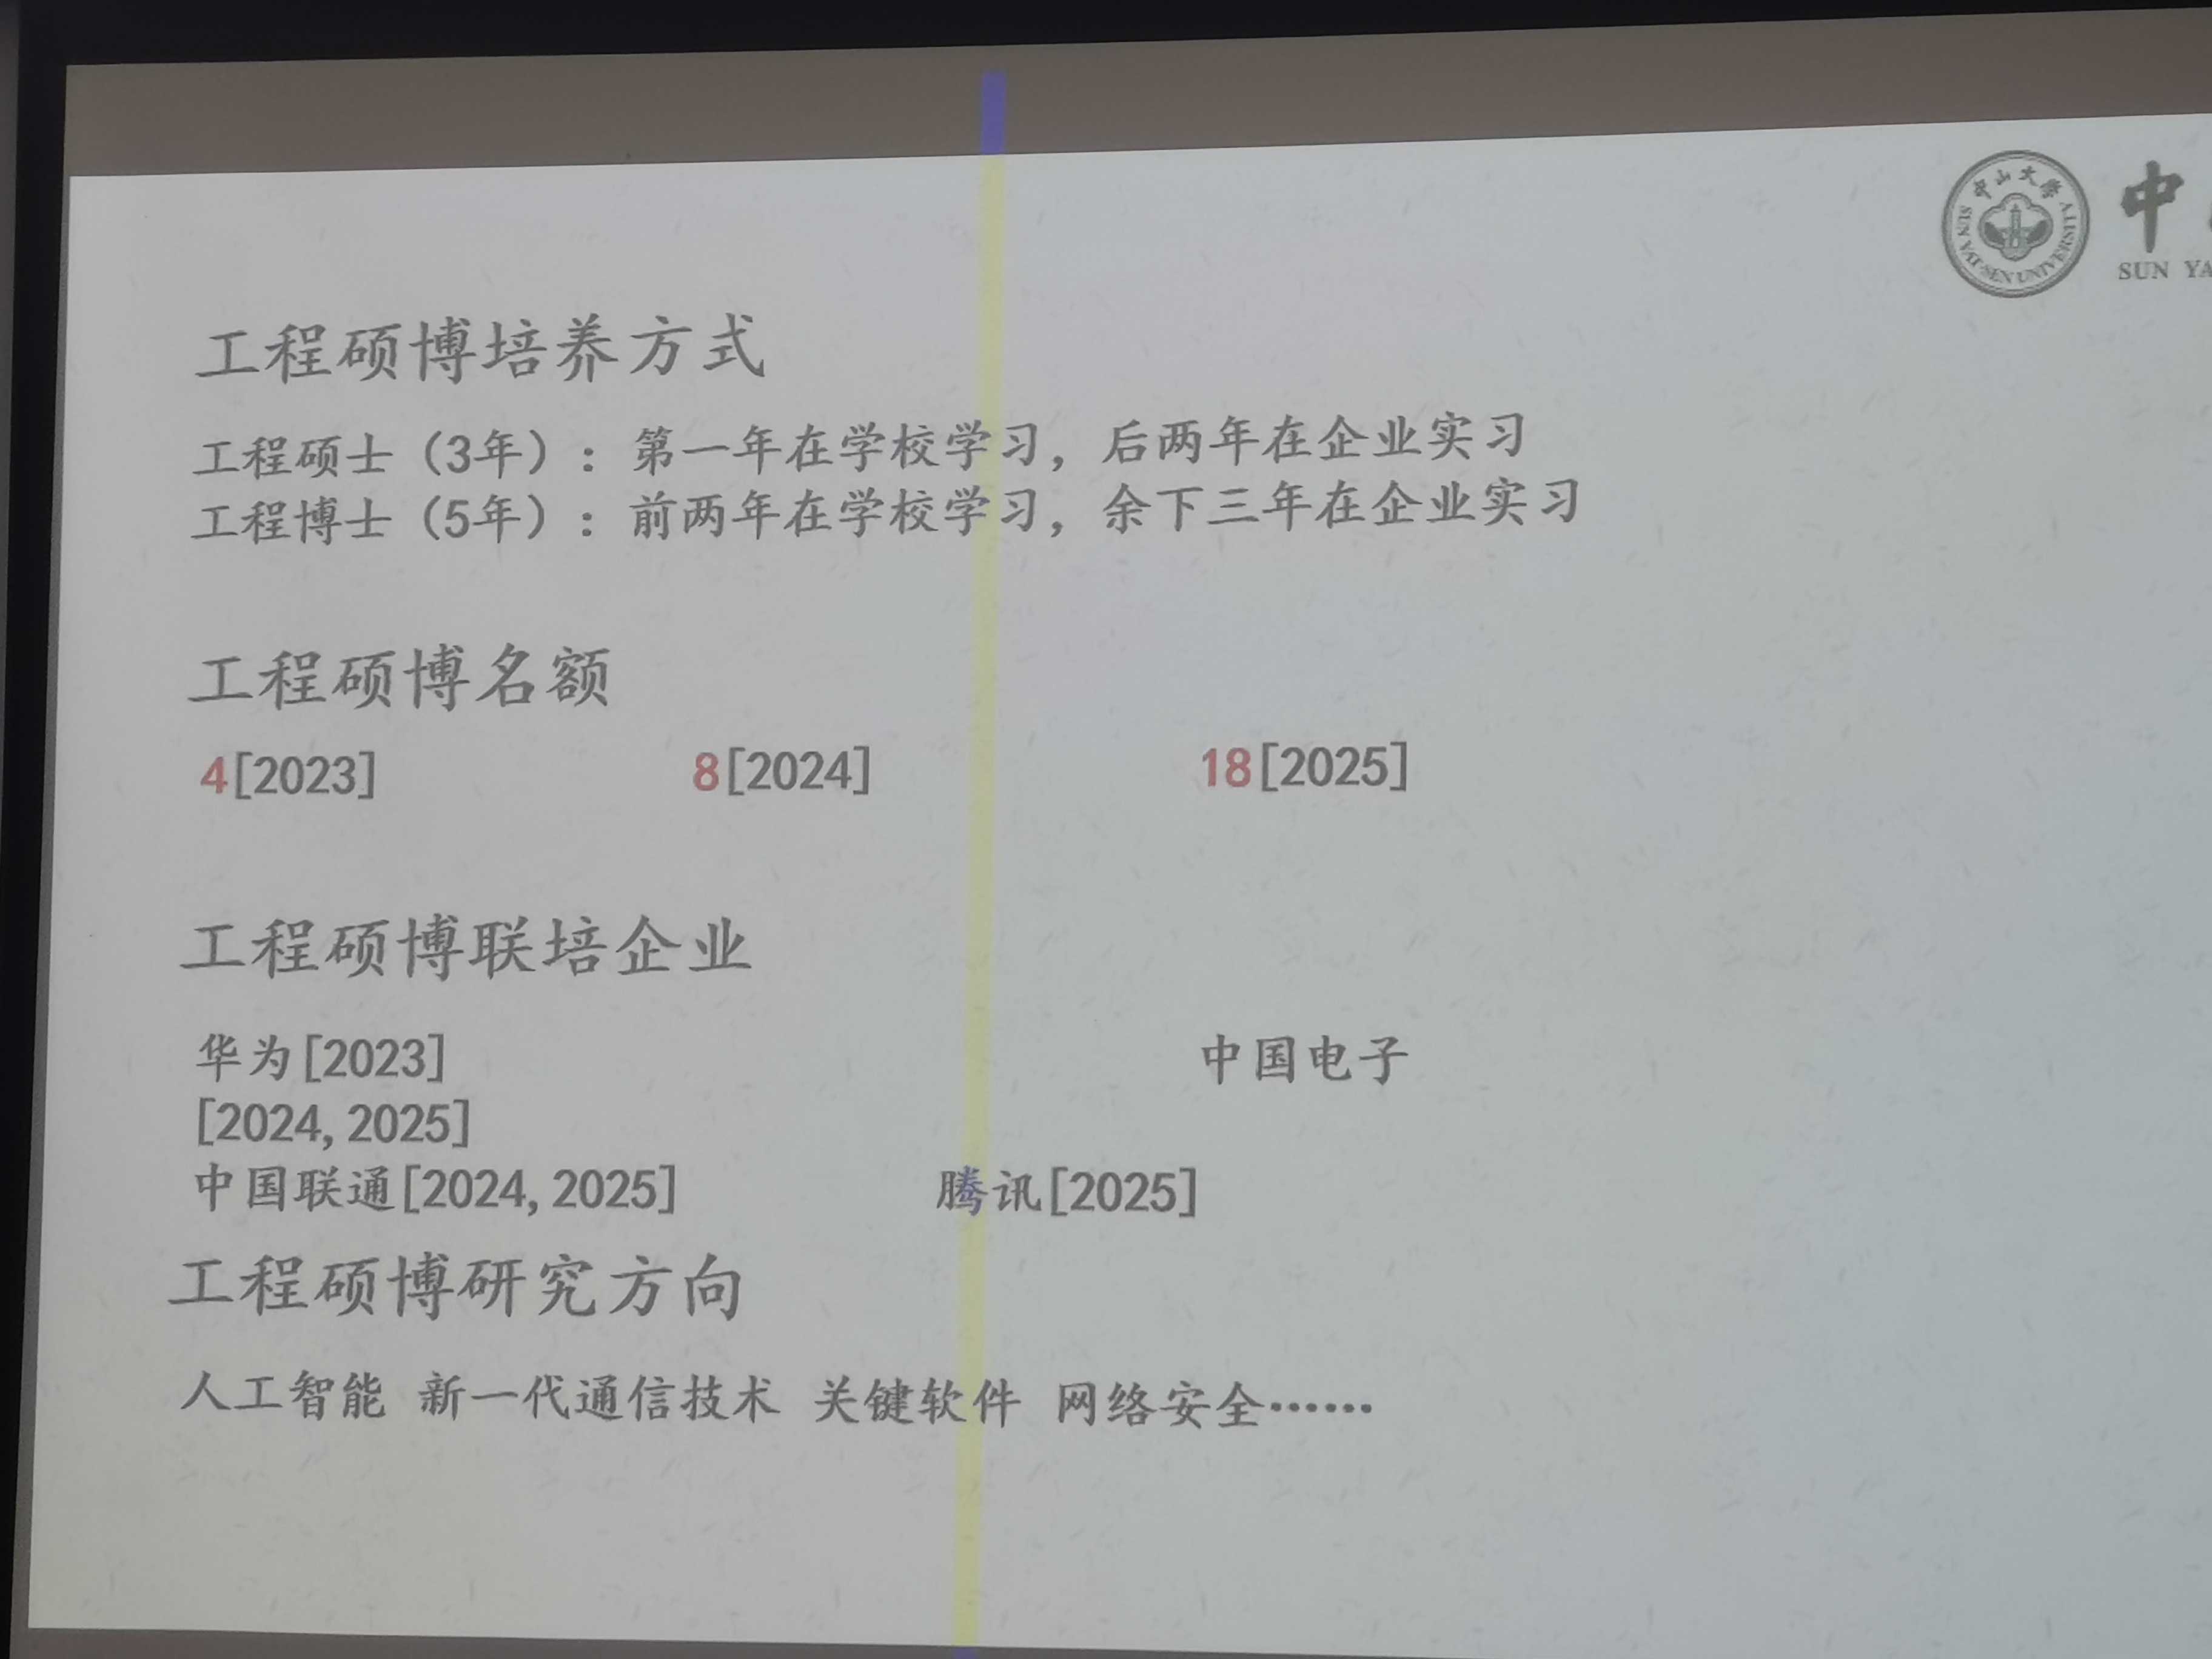 中山大学
SUN YAT-SEN UNIVERSITY
中
SUN YA
工程硕博培养方式
工程硕士（3年）：第一年在学校学习，后两年在企业实习
工程博士（5年）：前两年在学校学习，余下三年在企业实习
工程硕博名额
4[2023] 8[2024] 18[2025]
工程硕博联培企业
华为[2023] 中国电子
[2024, 2025]
中国联通[2024, 2025] 腾讯[2025]
工程硕博研究方向
人工智能 新一代通信技术 关键软件 网络安全……